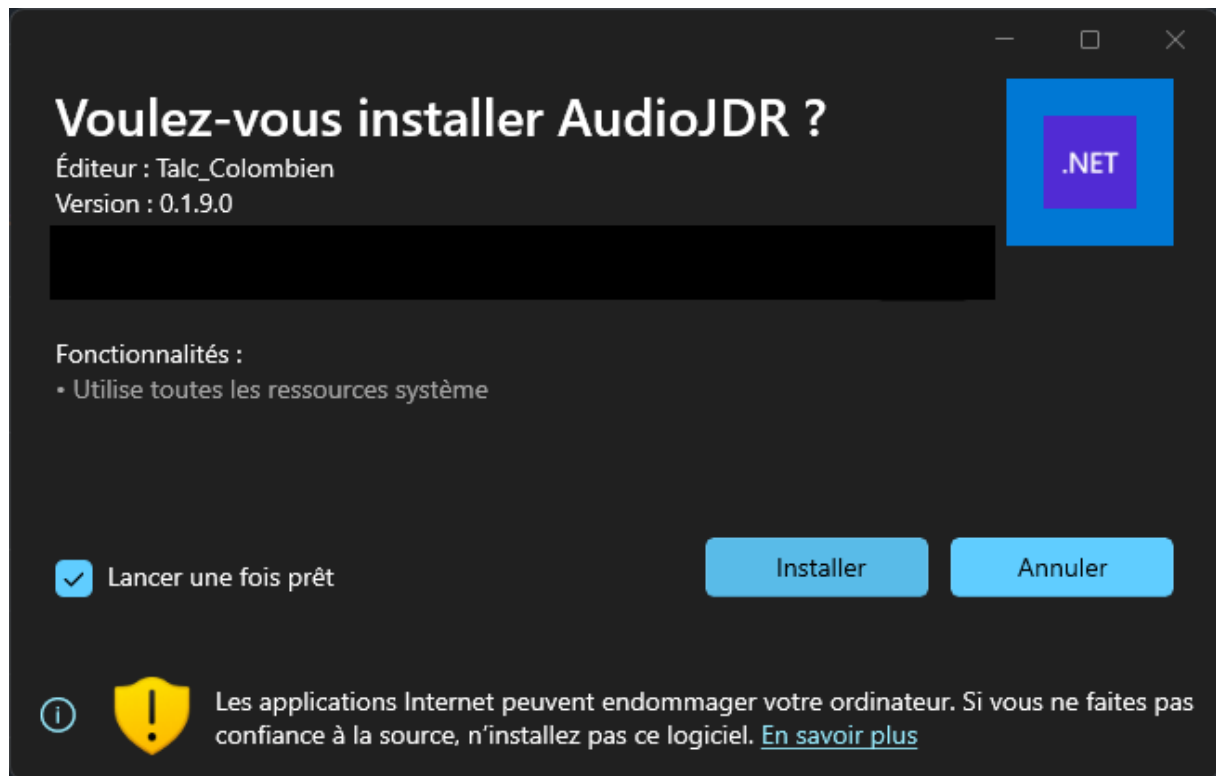 Voulez-vous installer AudioJDR ?
Éditeur : Talc_Colombien
Version : 0.1.9.0
.NET
Fonctionnalités :
• Utilise toutes les ressources système
Lancer une fois prêt
Installer
Annuler
Les applications Internet peuvent endommager votre ordinateur. Si vous ne faites pas
confiance à la source, n’installez pas ce logiciel. En savoir plus